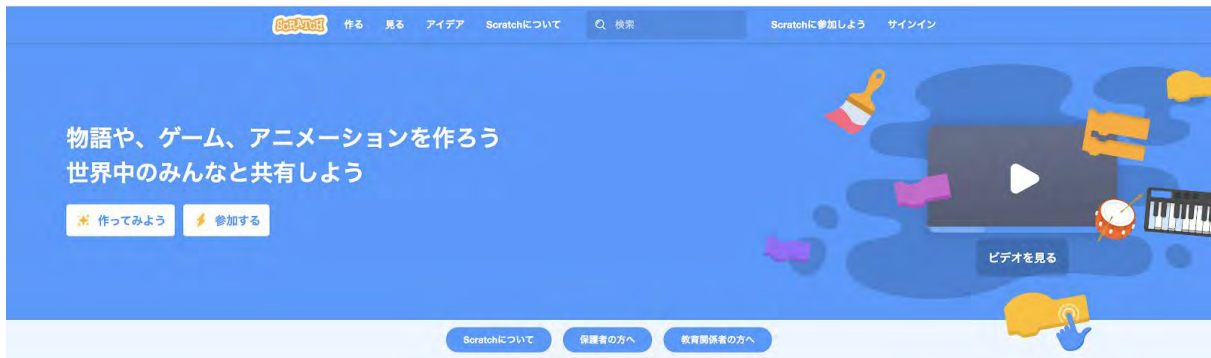 SCRATCH 作る 見る アイデア Scratchについて 検索 Scratchに参加しよう サインイン
物語や、ゲーム、アニメーションを作ろう
世界中のみんなと共有しよう
作ってみよう 参加する
ビデオを見る
Scratchについて 保護者の方へ 教育関係者の方へ